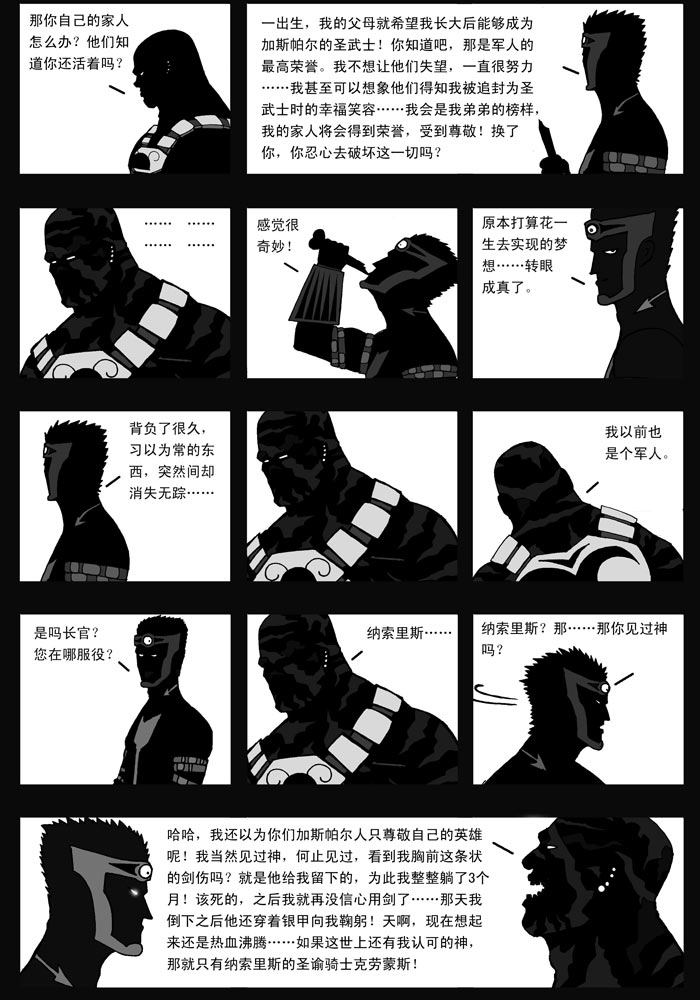 那你自己的家人
怎么办？他们知
道你还活着吗？
一出生，我的父母就希望我长大后能够成为
加斯帕尔的圣武士！你知道吧，那是军人的
最高荣誉。我不想让他们失望，一直很努力
……我甚至可以想象他们得知我被追封为圣
武士时的幸福笑容……我会是我弟弟的榜样，
我的家人将会得到荣誉，受到尊敬！换了
你，你忍心去破坏这一切吗？
…… ……
…… ……
感觉很
奇妙！
原本打算花一
生去实现的梦
想……转眼
成真了。
背负了很久，
习以为常的东
西，突然间却
消失无踪……
我以前也
是个军人。
是吗长官？
您在哪服役？
纳索里斯……
纳索里斯？那……那你见过神
吗？
哈哈，我还以为你们加斯帕尔人只尊敬自己的英雄
呢！我当然见过神，何止见过，看到我胸前这条状
的剑伤吗？就是他给我留下的，为此我整整躺了3个
月！该死的，之后我就再没信心用剑了……那天我
倒下之后他还穿着银甲向我鞠躬！天啊，现在想起
来还是热血沸腾……如果这世上还有我认可的神，
那就只有纳索里斯的圣谕骑士克劳蒙斯！